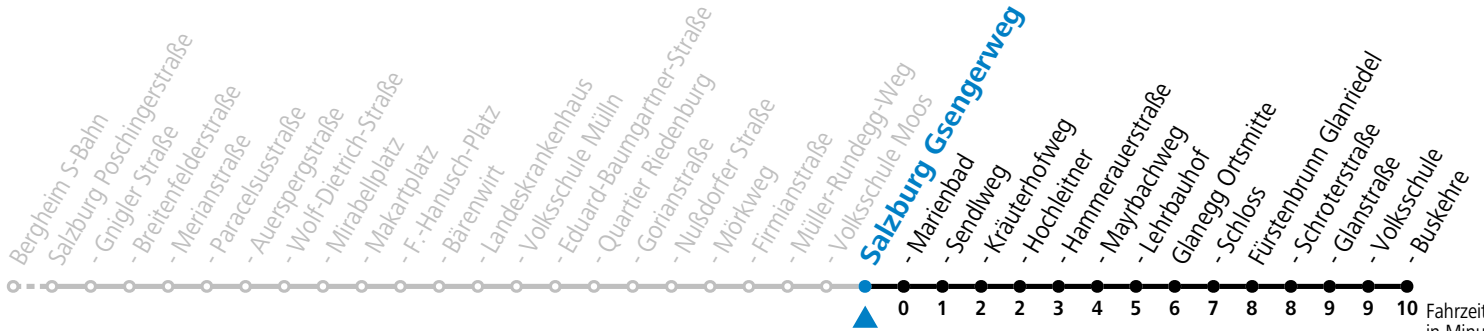 Bergheim S-Bahn
Salzburg Poschingerstraße
- Gnigler Straße
- Breitenfelderstraße
- Merianstraße
- Paracelsusstraße
- Auerspergstraße
- Wolf-Dietrich-Straße
- Mirabellplatz
- Makartplatz
- F.-Hanusch-Platz
- Bärenwirt
- Landeskrankenhaus
- Volksschule Mülln
- Eduard-Baumgartner-Straße
- Quartier Riedenburg
- Gorianstraße
- Nußdorfer Straße
- Mörkweg
- Firmianstraße
- Müller-Rundegg-Weg
- Volksschule Moos
Salzburg Gsengerweg
- Marienbad
- Sendlweg
- Kräuterhofweg
- Hochleitner
- Hammerauerstraße
- Mayrbachweg
- Lehrbauhof
Glanegg Ortsmitte
- Schloss
Fürstenbrunn Glanriedel
- Schroterstraße
- Glanstraße
- Volksschule
- Buskehre
0 1 2 2 3 4 5 6 7 8 8 9 9 10 Fahrzeit
in